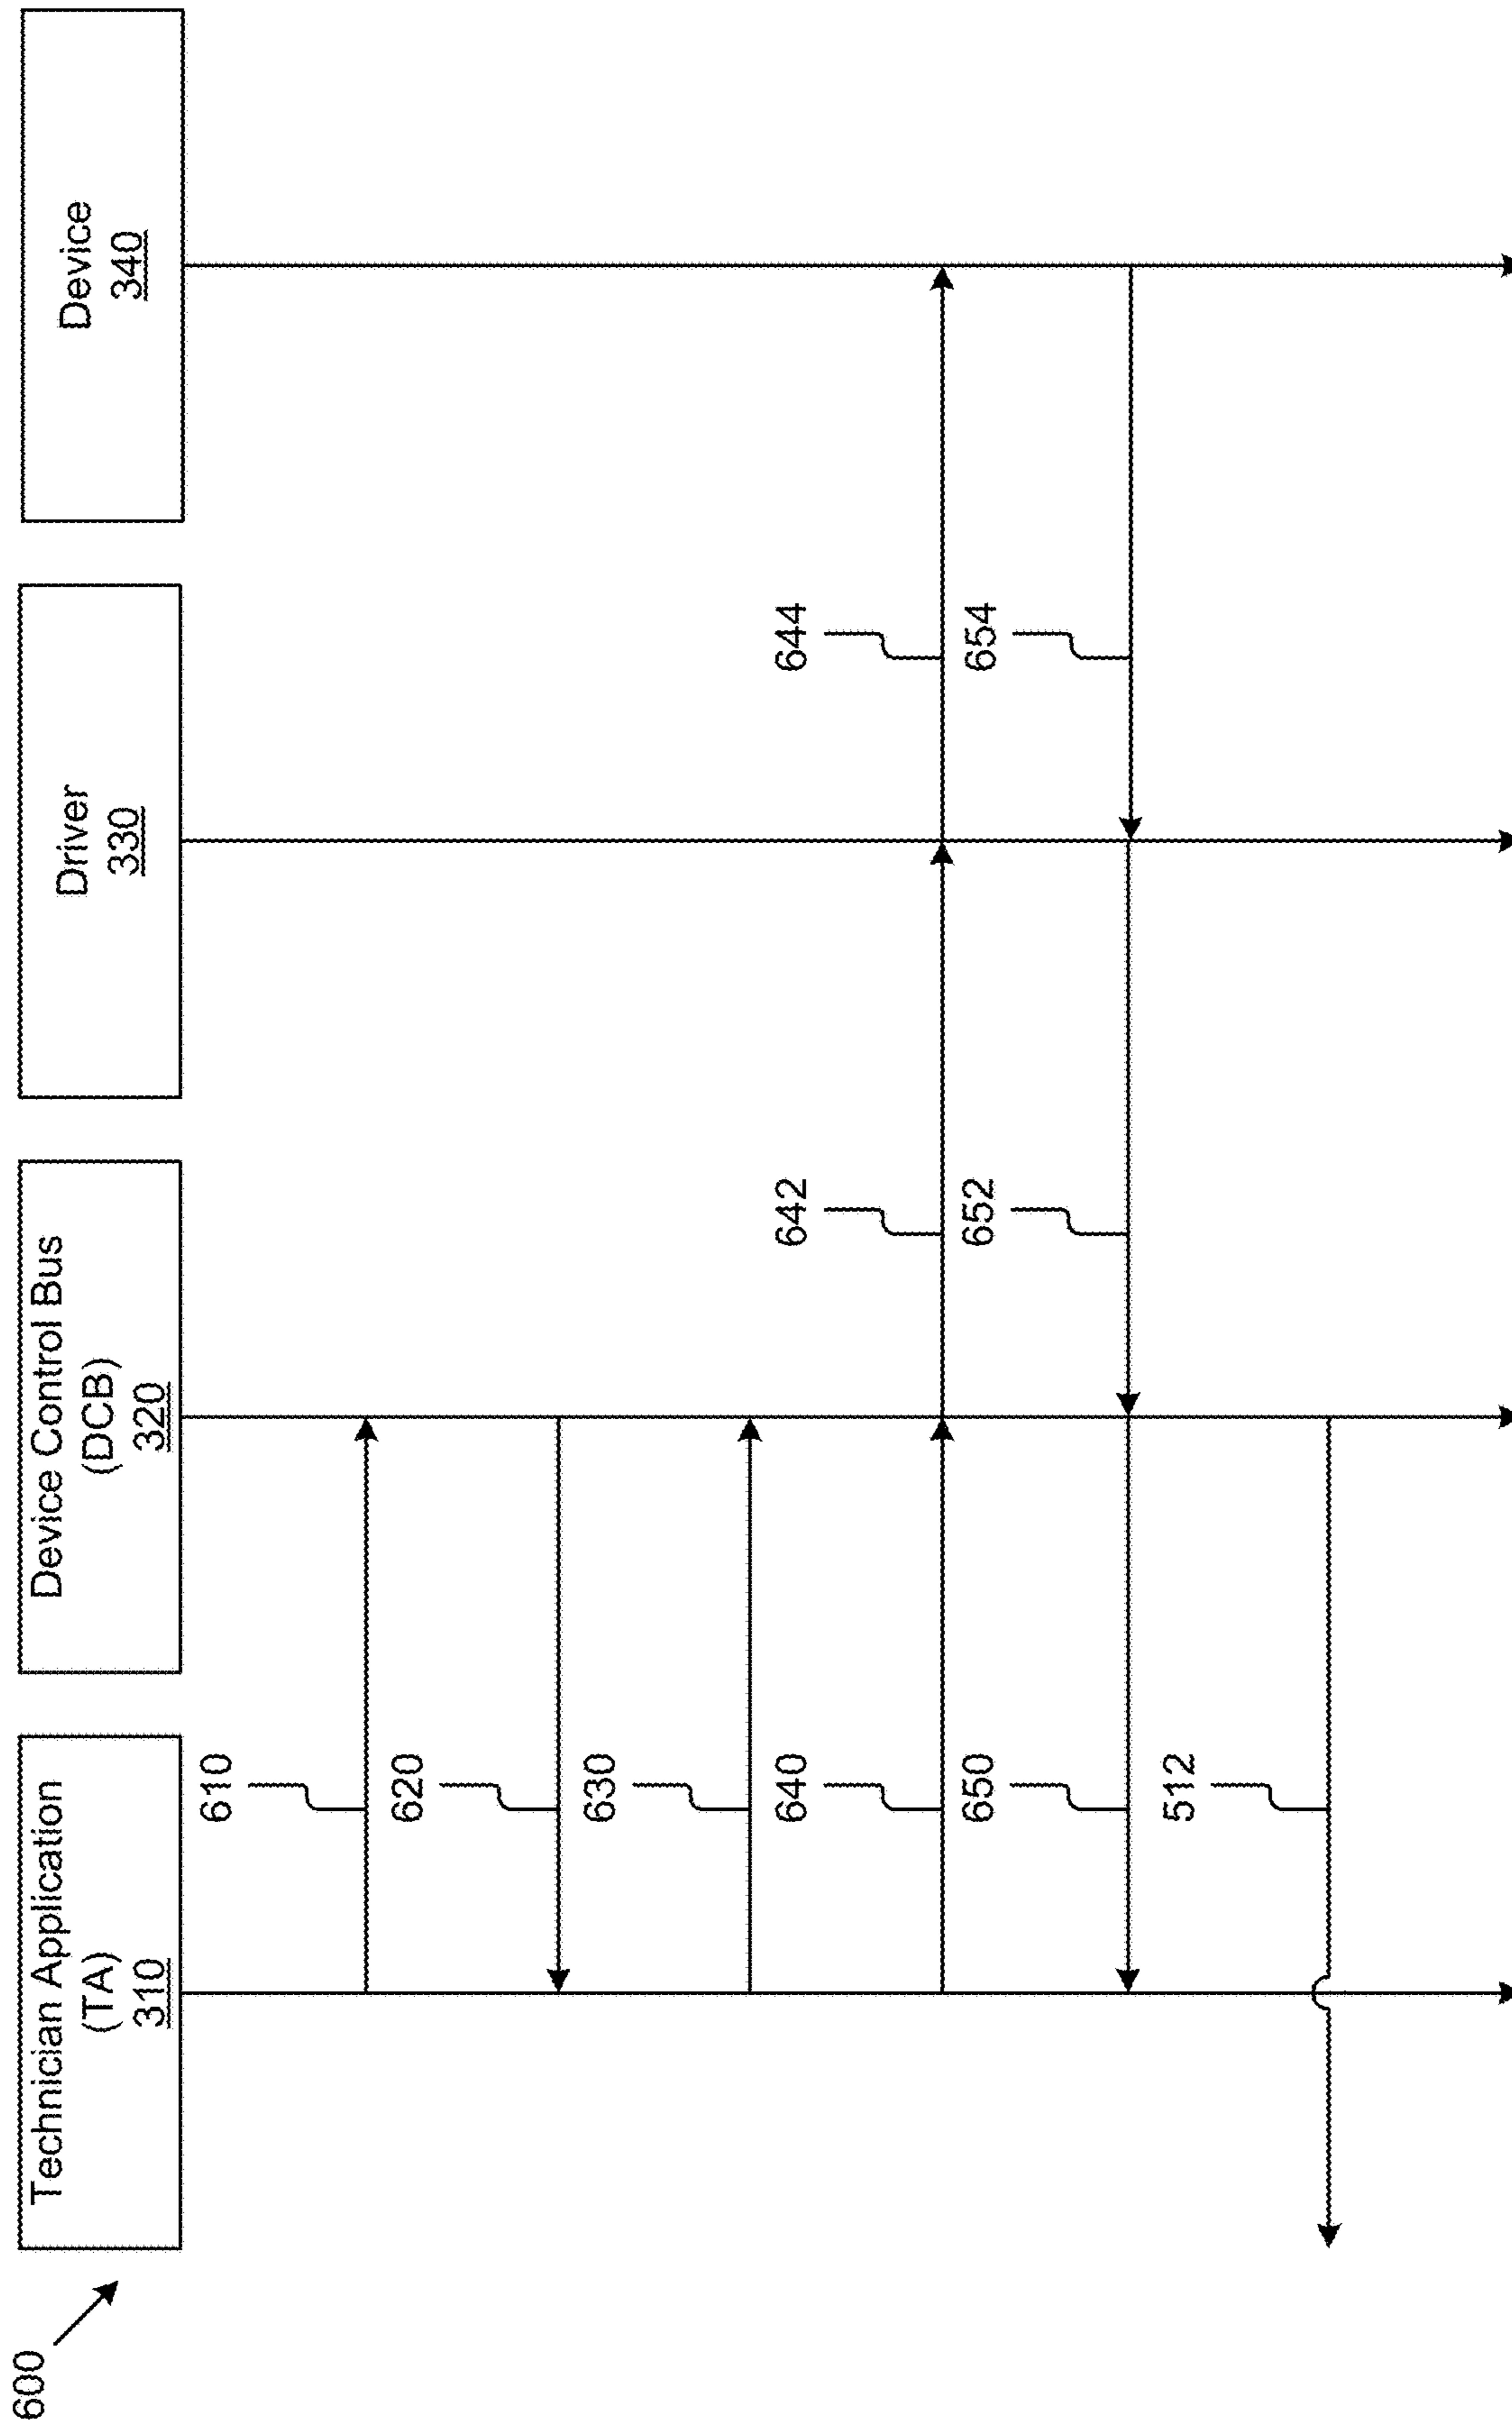 600
Technician Application
(TA)
310
Device Control Bus
(DCB)
320
Driver
330
Device
340
610
620
630
640
642
644
650
652
654
512